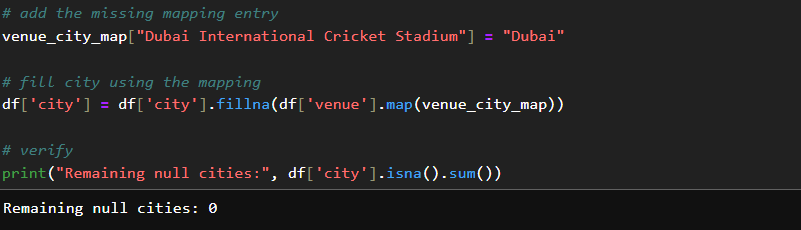 # add the missing mapping entry
venue_city_map["Dubai International Cricket Stadium"] = "Dubai"
# fill city using the mapping
df['city'] = df['city'].fillna(df['venue'].map(venue_city_map))
# verify
print("Remaining null cities:", df['city'].isna().sum())
Remaining null cities: 0